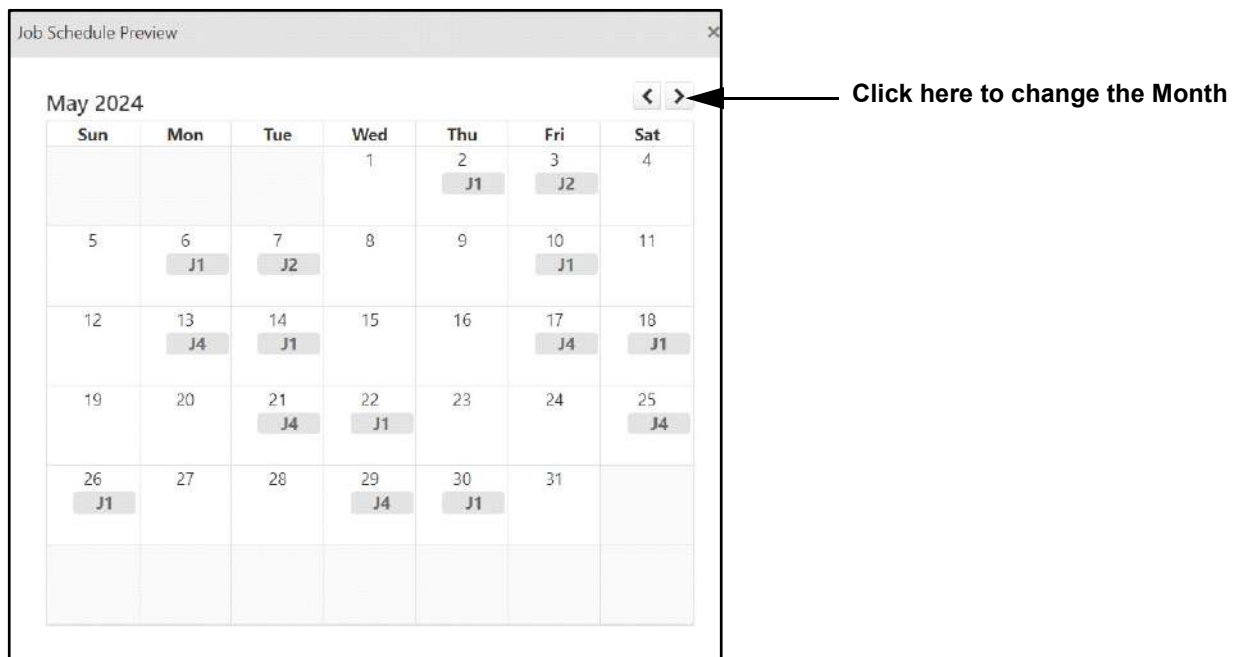 Job Schedule Preview ×
May 2024 < > Click here to change the Month
Sun Mon Tue Wed Thu Fri Sat
1 2 3 4
J1 J2
5 6 7 8 9 10 11
J1 J2 J1
12 13 14 15 16 17 18
J4 J1 J4 J1
19 20 21 22 23 24 25
J4 J1 J4
26 27 28 29 30 31
J1 J4 J1